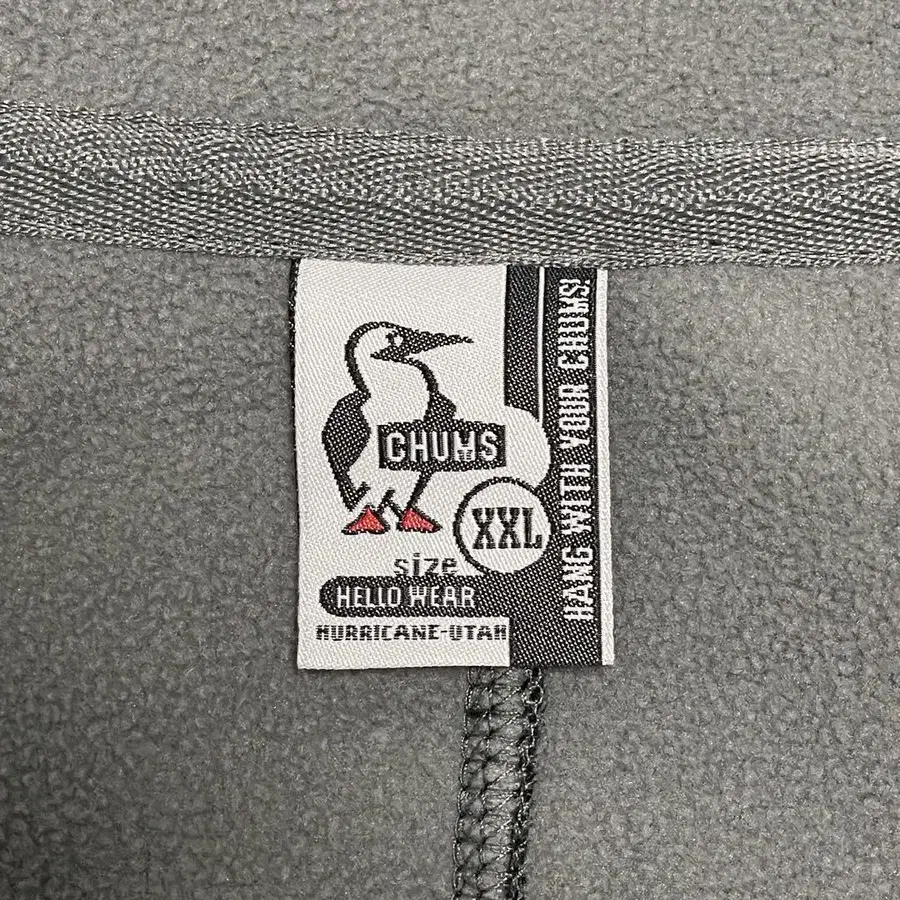 CHUMS
XXL
size
HELLO WEAR
HURRICANE-UTAH
HANG WITH YOUR CHUMS!